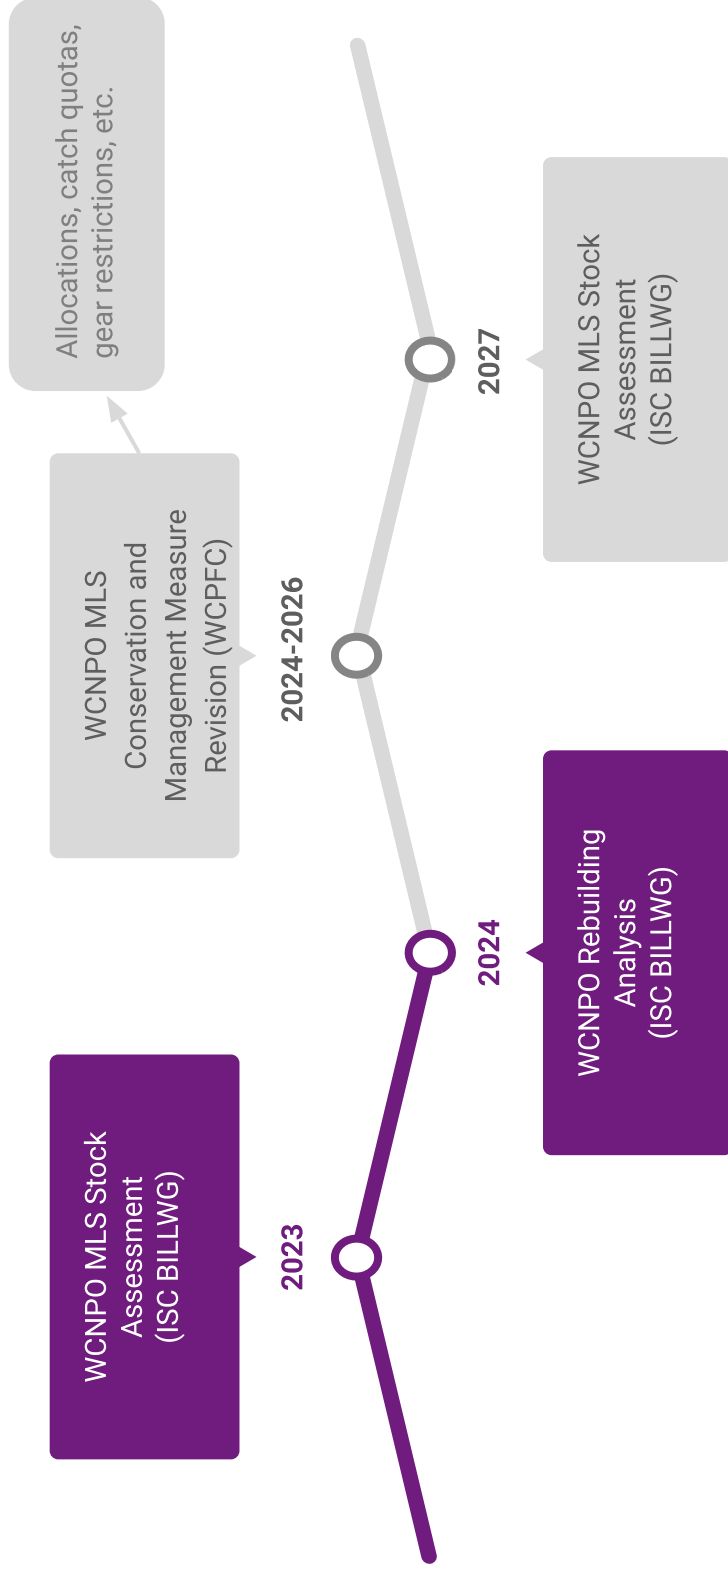 WCNPO MLS Stock
Assessment
(ISC BILLWG)
2023
2024
WCNPO Rebuilding
Analysis
(ISC BILLWG)
WCNPO MLS
Conservation and
Management Measure
Revision (WCPFC)
2024-2026
Allocations, catch quotas,
gear restrictions, etc.
2027
WCNPO MLS Stock
Assessment
(ISC BILLWG)